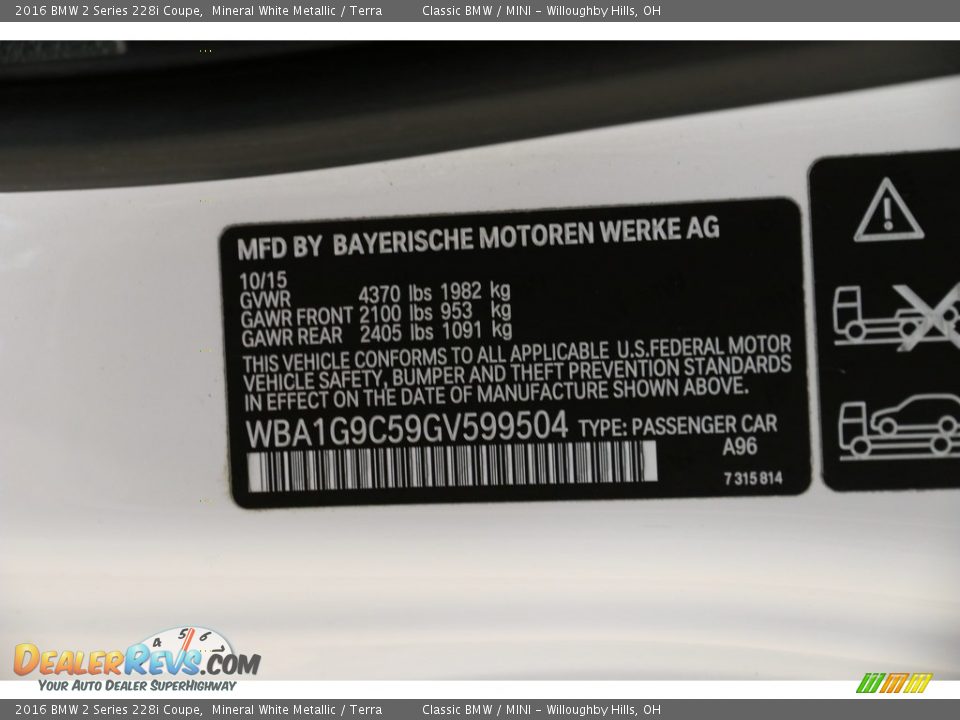 2016 BMW 2 Series 228i Coupe, Mineral White Metallic / Terra Classic BMW / MINI - Willoughby Hills, OH
MFD BY BAYERISCHE MOTOREN WERKE AG
10/15
GVWR 4370 lbs 1982 kg
GAWR FRONT 2100 lbs 953 kg
GAWR REAR 2405 lbs 1091 kg
THIS VEHICLE CONFORMS TO ALL APPLICABLE U.S.FEDERAL MOTOR
VEHICLE SAFETY, BUMPER AND THEFT PREVENTION STANDARDS
IN EFFECT ON THE DATE OF MANUFACTURE SHOWN ABOVE.
WBA1G9C59GV599504 TYPE: PASSENGER CAR
A96
7 315 814
4 5 6
DEALERREVS.COM
YOUR AUTO DEALER SUPERHIGHWAY
2016 BMW 2 Series 228i Coupe, Mineral White Metallic / Terra Classic BMW / MINI - Willoughby Hills, OH